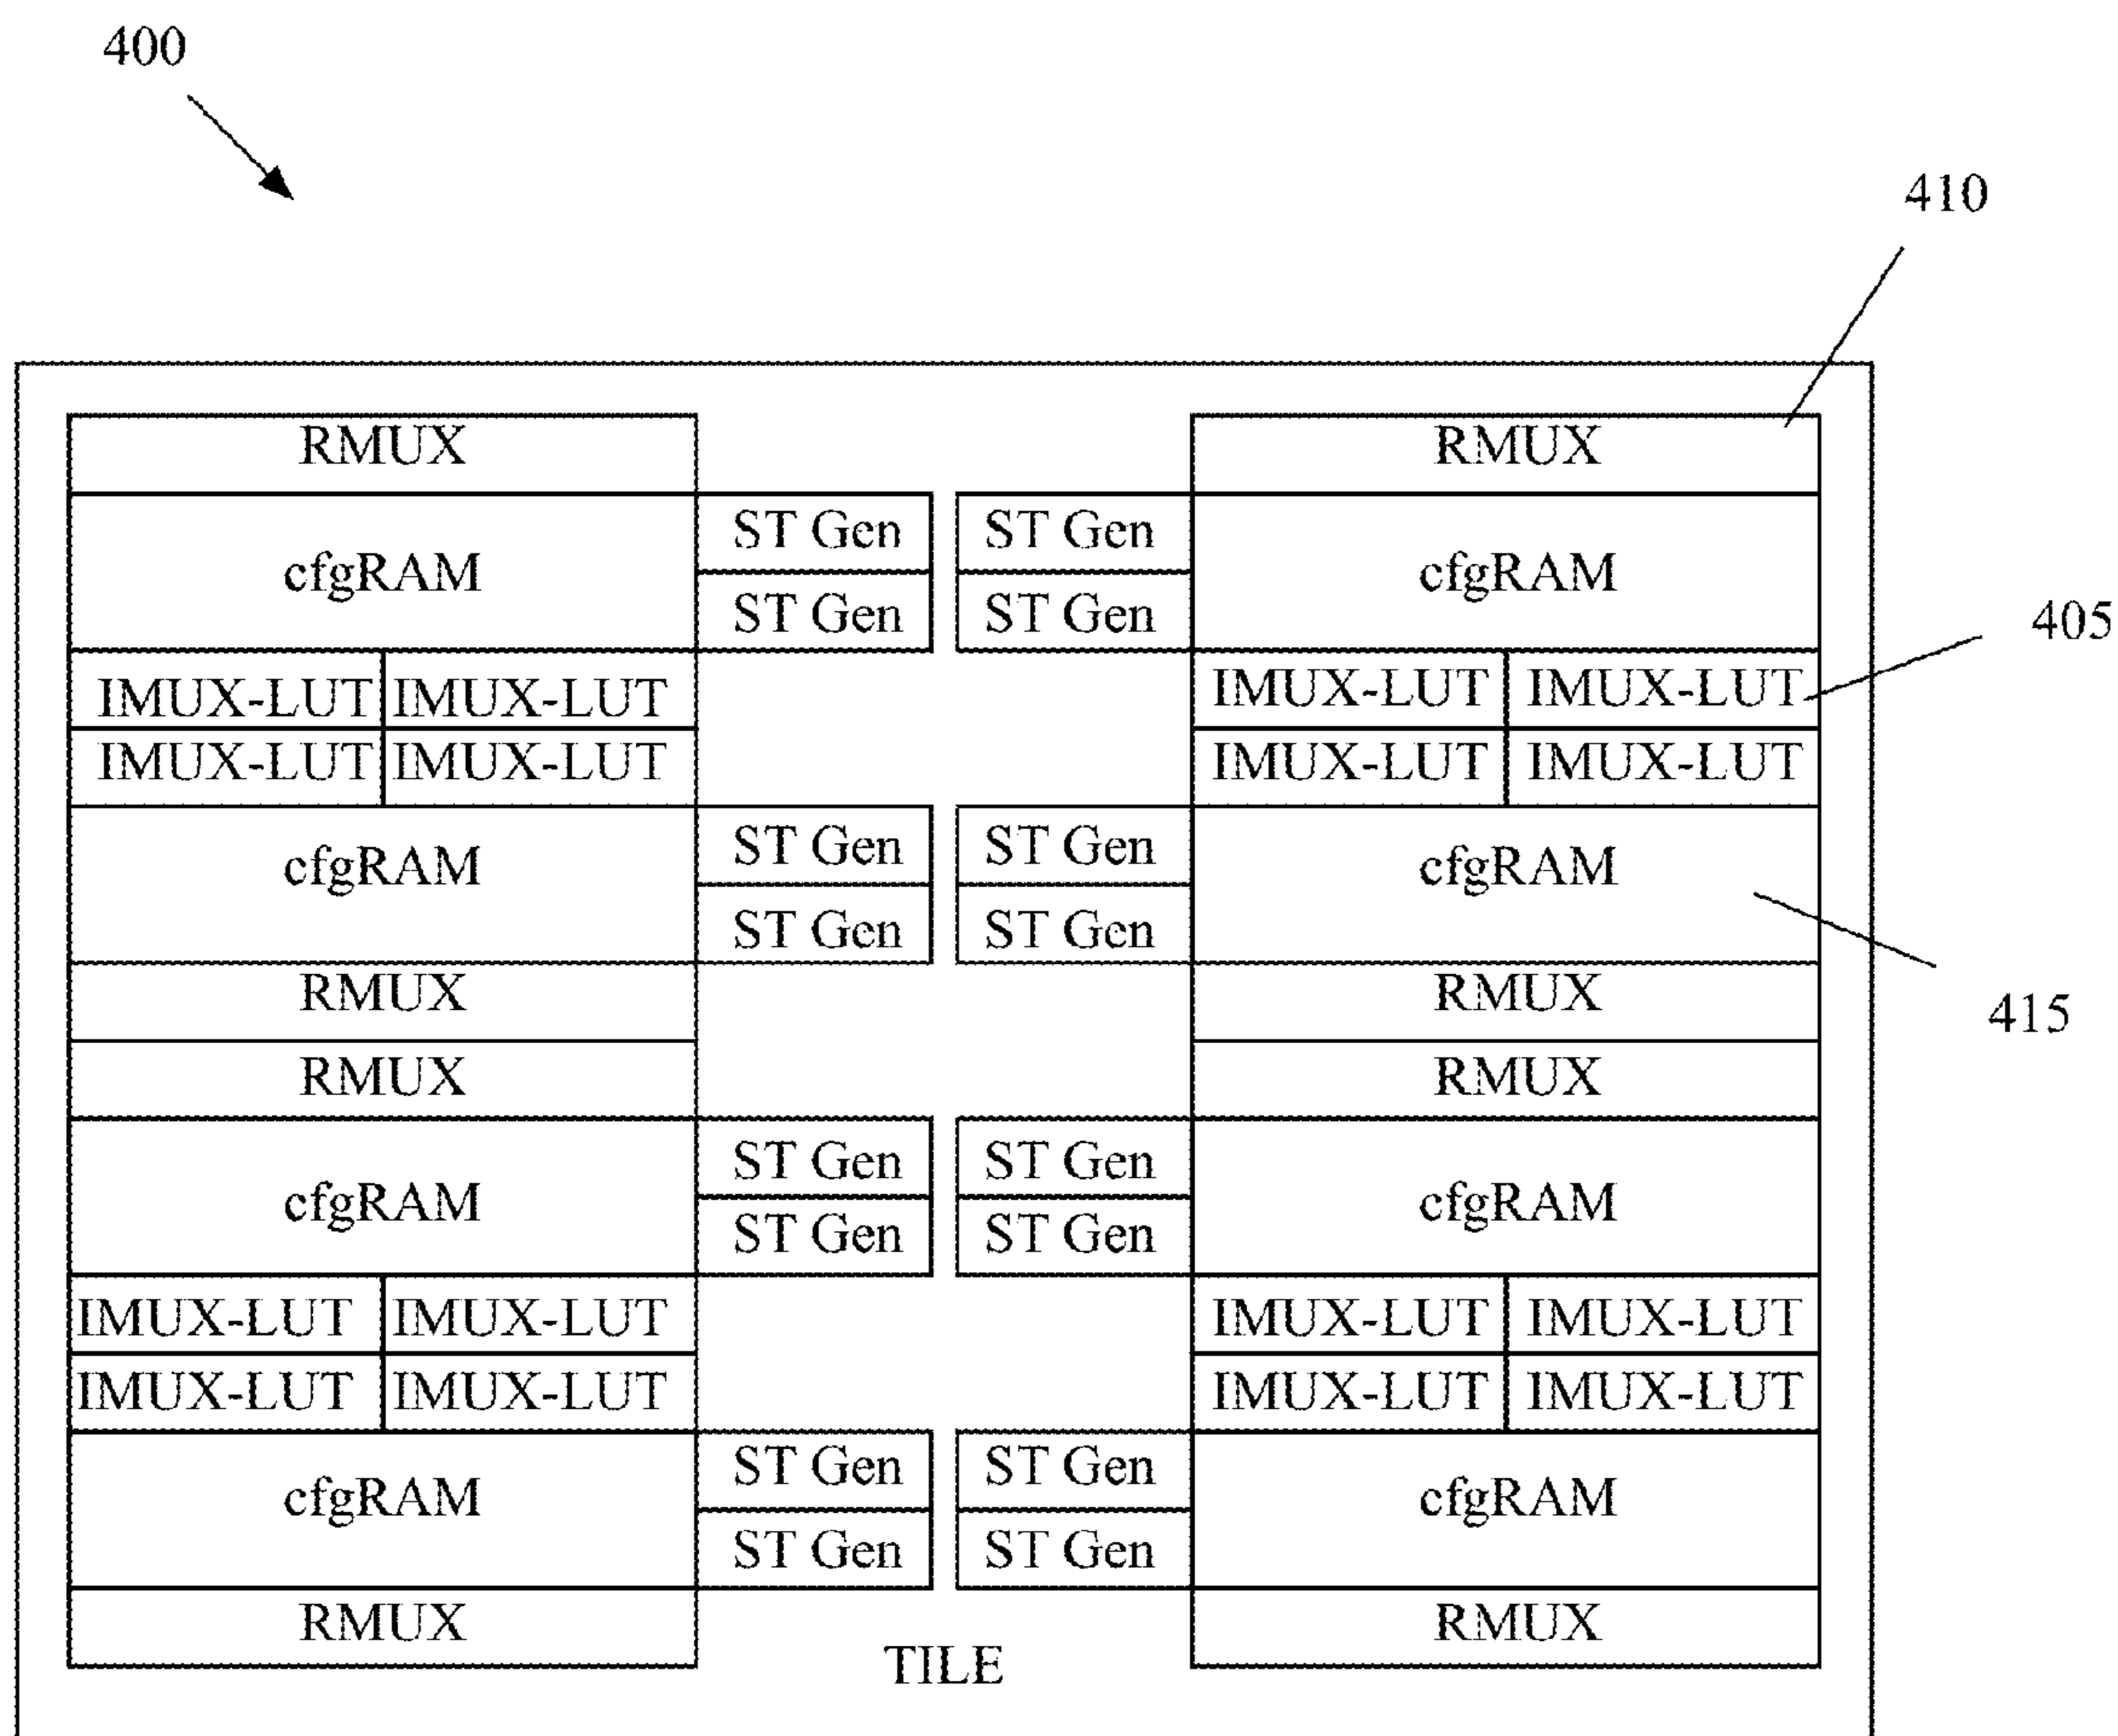 400
410
RMUX RMUX
cfgRAM ST Gen ST Gen cfgRAM
ST Gen ST Gen
405
IMUX-LUT IMUX-LUT IMUX-LUT IMUX-LUT
IMUX-LUT IMUX-LUT IMUX-LUT IMUX-LUT
cfgRAM ST Gen ST Gen cfgRAM
ST Gen ST Gen
415
RMUX RMUX
RMUX RMUX
cfgRAM ST Gen ST Gen cfgRAM
ST Gen ST Gen
IMUX-LUT IMUX-LUT IMUX-LUT IMUX-LUT
IMUX-LUT IMUX-LUT IMUX-LUT IMUX-LUT
cfgRAM ST Gen ST Gen cfgRAM
ST Gen ST Gen
RMUX RMUX
TILE